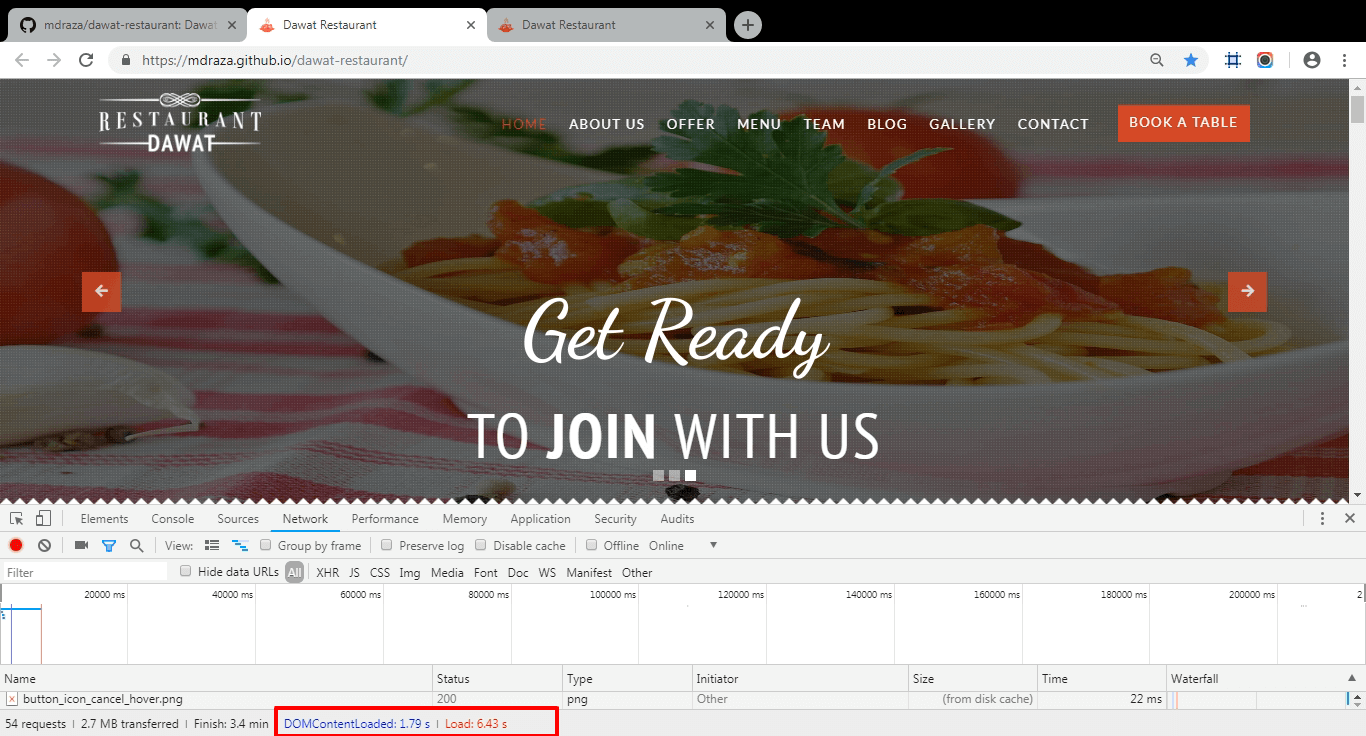 mdraza/dawat-restaurant: Dawat
Dawat Restaurant
Dawat Restaurant
https://mdraza.github.io/dawat-restaurant/
RESTAURANT
DAWAT
HOME ABOUT US OFFER MENU TEAM BLOG GALLERY CONTACT BOOK A TABLE
Get Ready
TO JOIN WITH US
Elements Console Sources Network Performance Memory Application Security Audits
View: Group by frame Preserve log Disable cache Offline Online
Filter Hide data URLs All XHR JS CSS Img Media Font Doc WS Manifest Other
20000 ms 40000 ms 60000 ms 80000 ms 100000 ms 120000 ms 140000 ms 160000 ms 180000 ms 200000 ms 2
Name Status Type Initiator Size Time Waterfall
button_icon_cancel_hover.png 200 png Other (from disk cache) 22 ms
54 requests | 2.7 MB transferred | Finish: 3.4 min DOMContentLoaded: 1.79 s | Load: 6.43 s